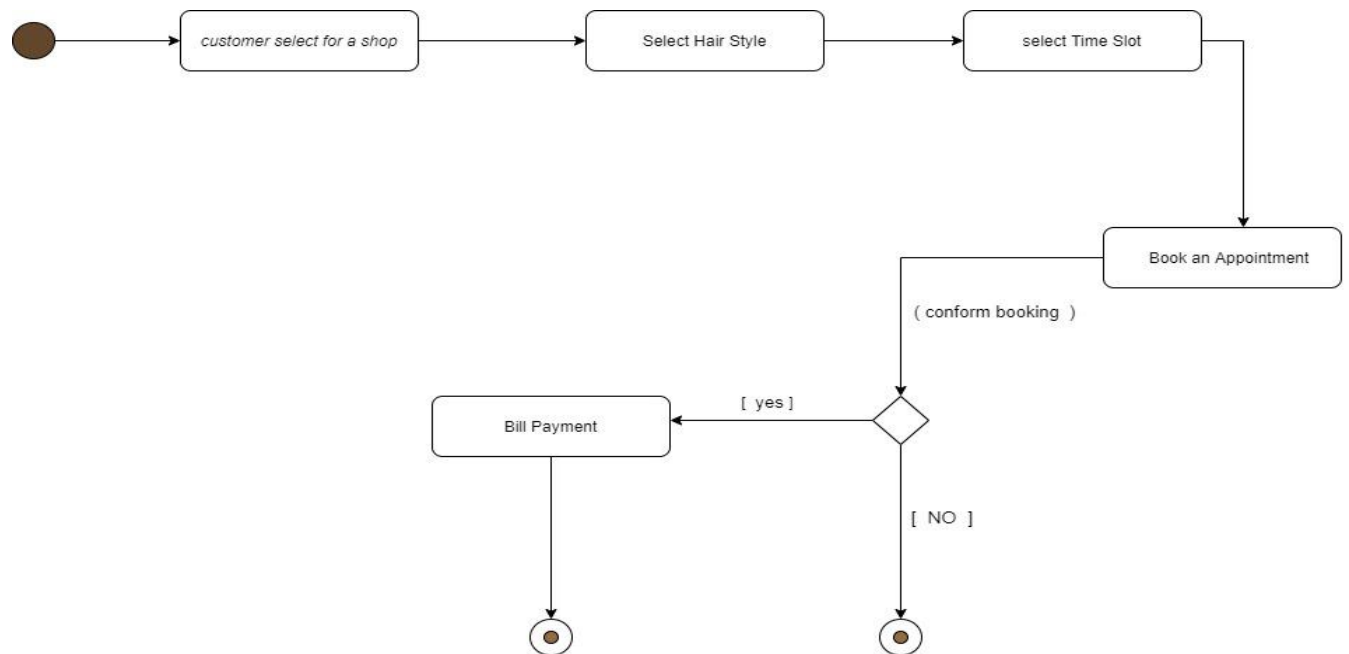 customer select for a shop
Select Hair Style
select Time Slot
Book an Appointment
( conform booking )
[ yes ]
Bill Payment
[ NO ]